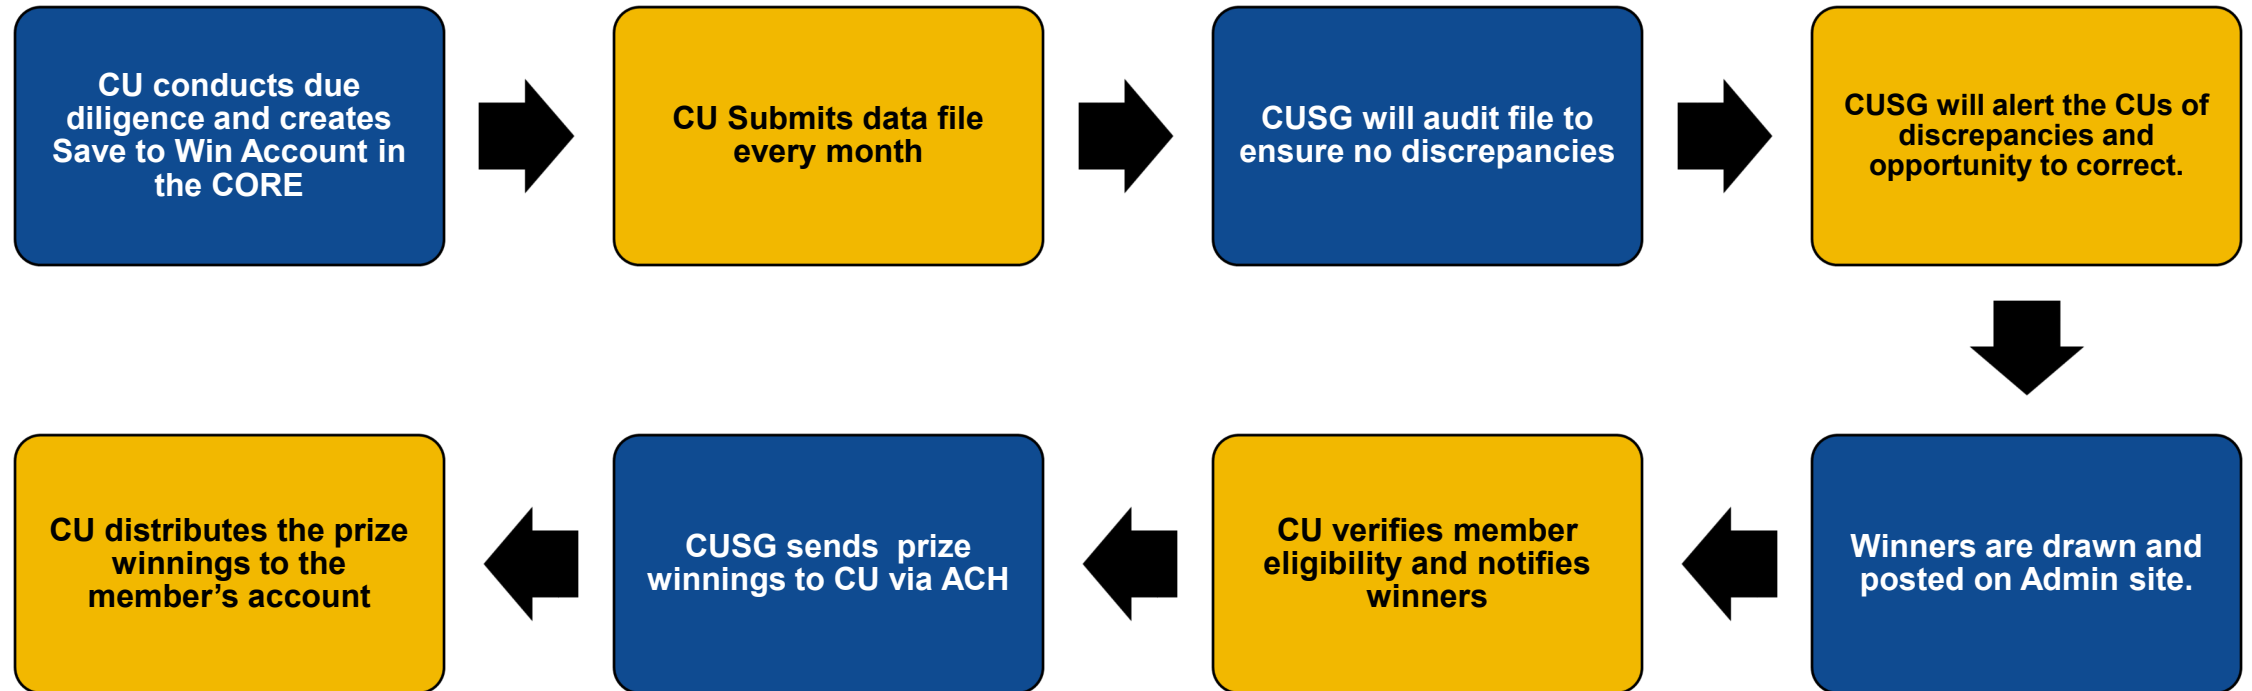 CU conducts due
diligence and creates
Save to Win Account in
the CORE
CU Submits data file
every month
CUSG will audit file to
ensure no discrepancies
CUSG will alert the CUs of
discrepancies and
opportunity to correct.
Winners are drawn and
posted on Admin site.
CU verifies member
eligibility and notifies
winners
CUSG sends  prize
winnings to CU via ACH
CU distributes the prize
winnings to the
member’s account